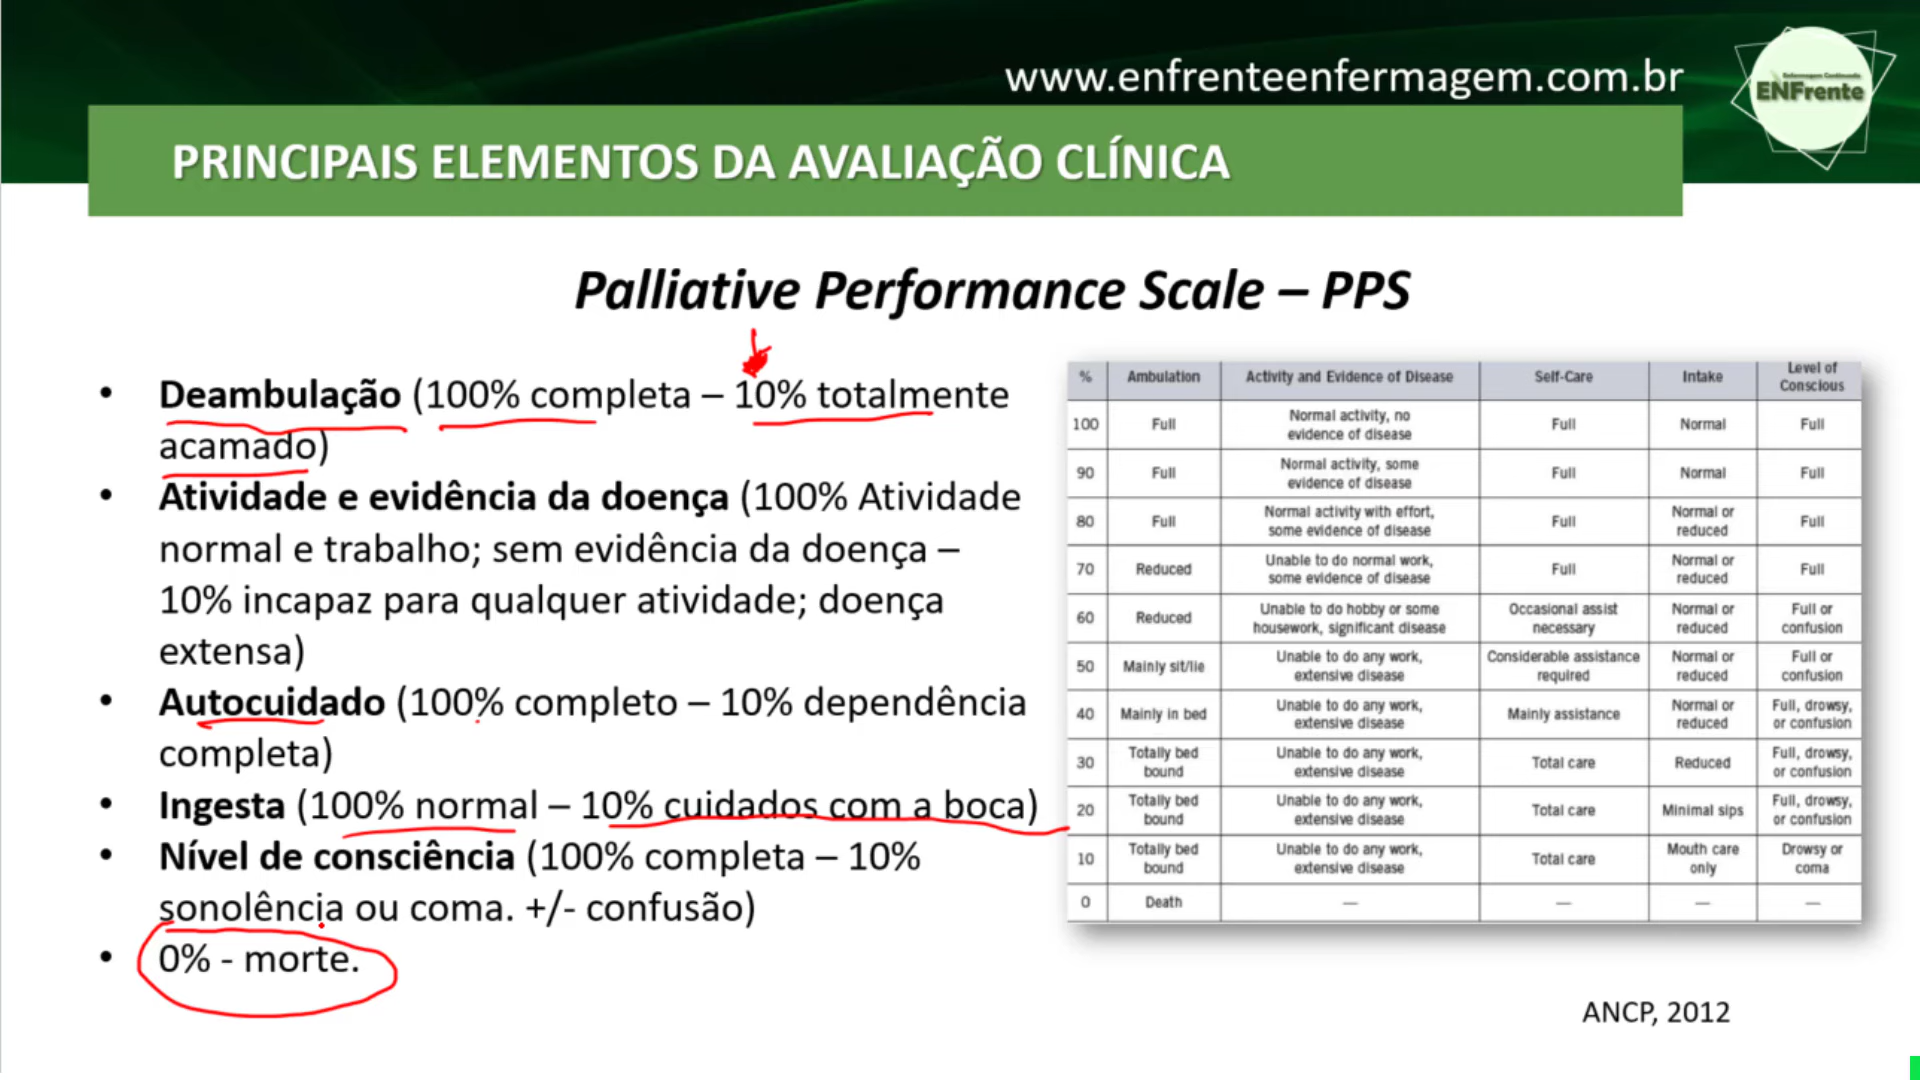 www.enfrenteenfermagem.com.br
Enfermagem Continuada
ENFrente
PRINCIPAIS ELEMENTOS DA AVALIAÇÃO CLÍNICA
Palliative Performance Scale – PPS
• Deambulação (100% completa – 10% totalmente
acamado)
• Atividade e evidência da doença (100% Atividade
normal e trabalho; sem evidência da doença –
10% incapaz para qualquer atividade; doença
extensa)
• Autocuidado (100% completo – 10% dependência
completa)
• Ingesta (100% normal – 10% cuidados com a boca)
• Nível de consciência (100% completa – 10%
sonolência ou coma. +/- confusão)
• 0% - morte.
% Ambulation Activity and Evidence of Disease Self-Care Intake Level of Conscious
100 Full Normal activity, no evidence of disease Full Normal Full
90 Full Normal activity, some evidence of disease Full Normal Full
80 Full Normal activity with effort, some evidence of disease Full Normal or reduced Full
70 Reduced Unable to do normal work, some evidence of disease Full Normal or reduced Full
60 Reduced Unable to do hobby or some housework, significant disease Occasional assist necessary Normal or reduced Full or confusion
50 Mainly sit/lie Unable to do any work, extensive disease Considerable assistance required Normal or reduced Full or confusion
40 Mainly in bed Unable to do any work, extensive disease Mainly assistance Normal or reduced Full, drowsy, or confusion
30 Totally bed bound Unable to do any work, extensive disease Total care Reduced Full, drowsy, or confusion
20 Totally bed bound Unable to do any work, extensive disease Total care Minimal sips Full, drowsy, or confusion
10 Totally bed bound Unable to do any work, extensive disease Total care Mouth care only Drowsy or coma
0 Death — — — —
ANCP, 2012